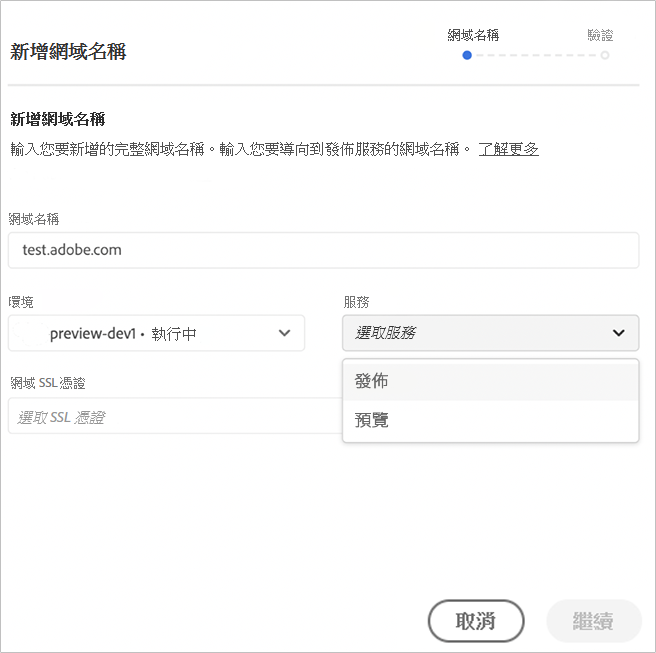 新增網域名稱
網域名稱 驗證
新增網域名稱
輸入您要新增的完整網域名稱。輸入您要導向到發佈服務的網域名稱。 了解更多
網域名稱
test.adobe.com
環境 服務
preview-dev1 • 執行中 選取服務
網域 SSL 憑證 發佈
選取 SSL 憑證 預覽
取消 繼續